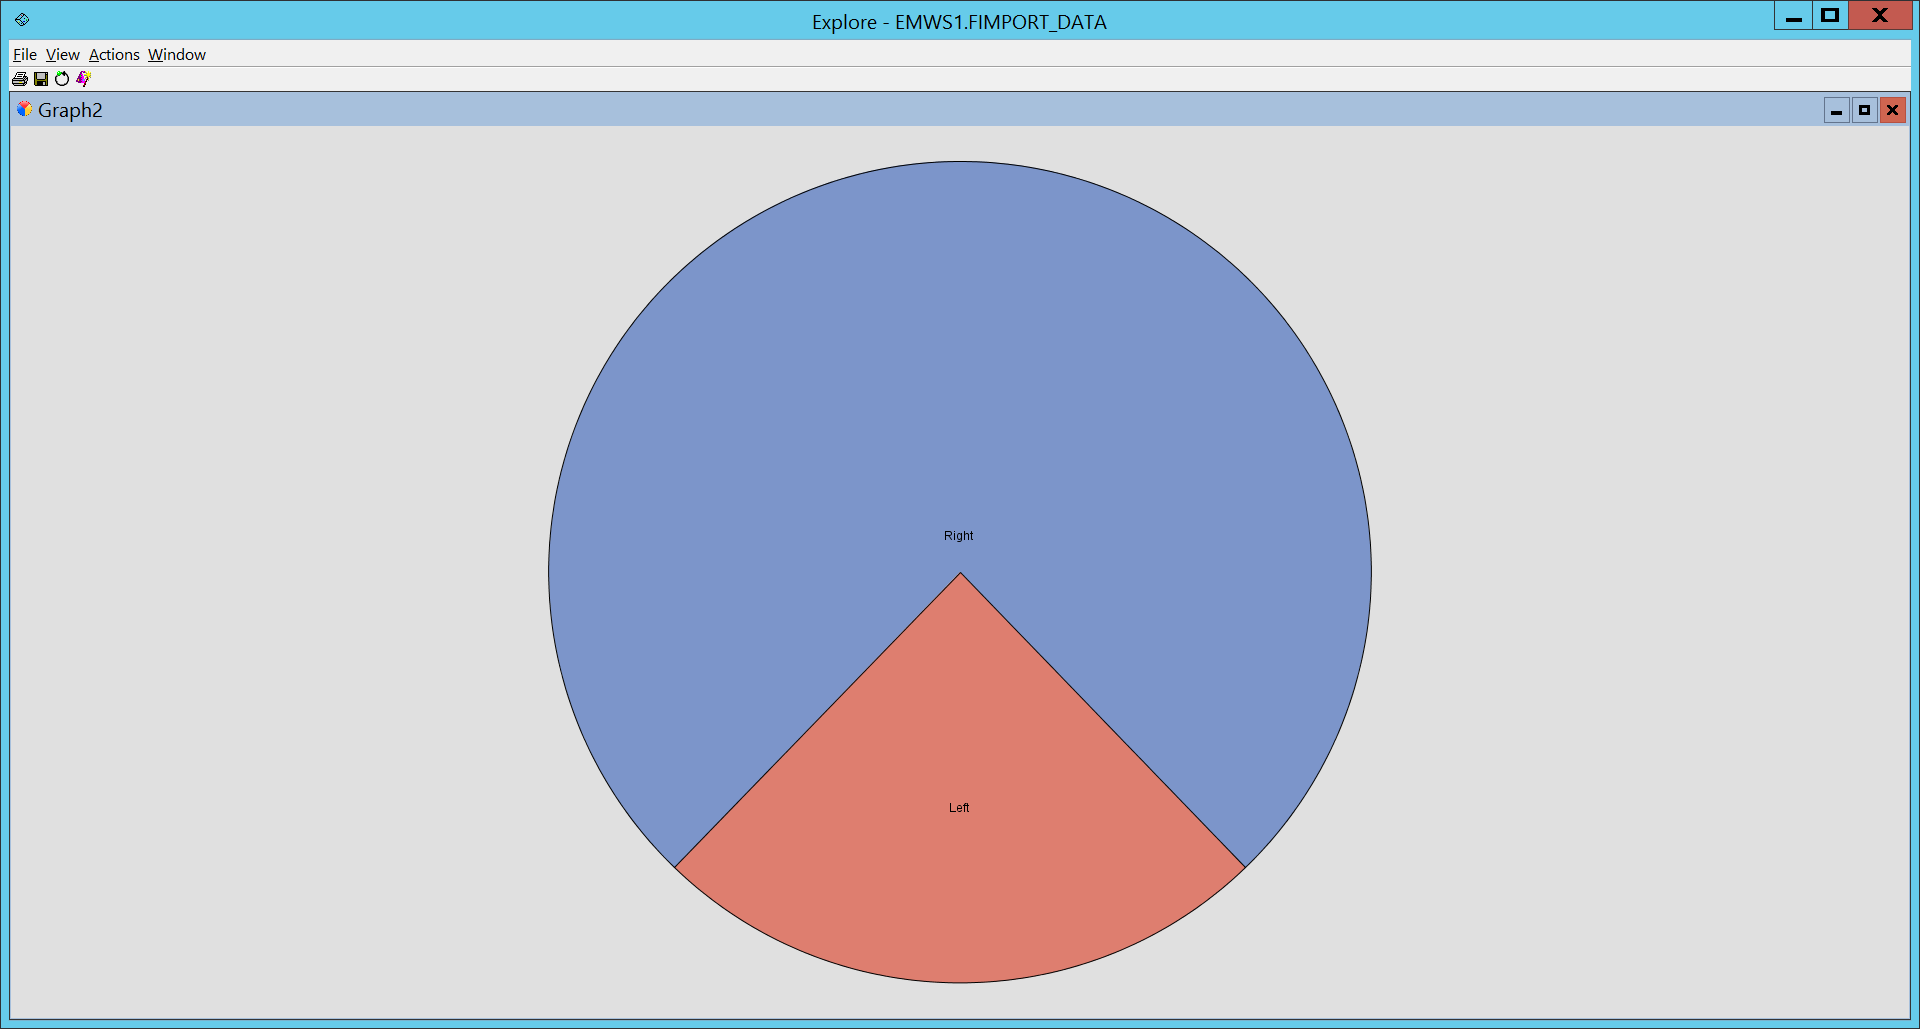 Explore - EMWS1.FIMPORT_DATA
File View Actions Window
Graph2
Right
Left